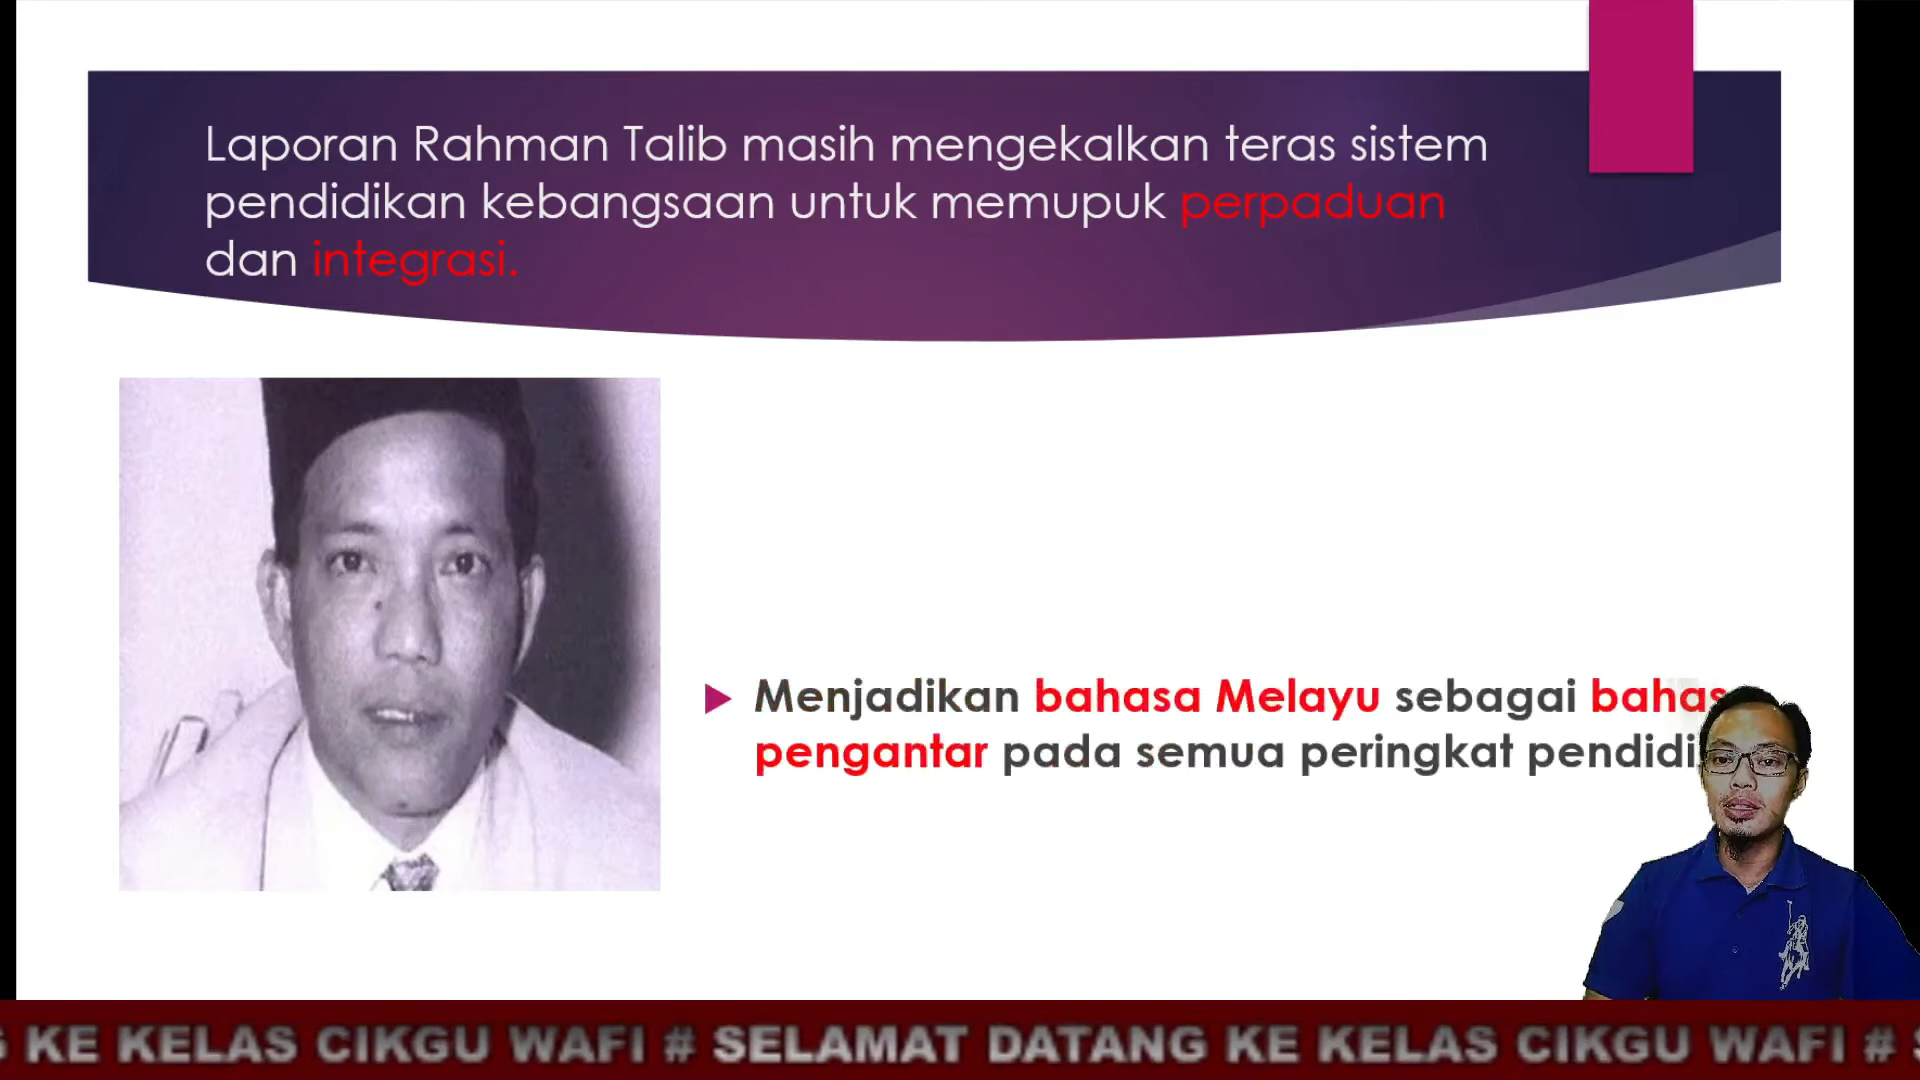 Laporan Rahman Talib masih mengekalkan teras sistem
pendidikan kebangsaan untuk memupuk perpaduan
dan integrasi.
Menjadikan bahasa Melayu sebagai
pengantar pada semua peringkat
KE KELAS CIKGU WAFI # SELAMAT DATANG KE KELAS CIKGU WAFI #